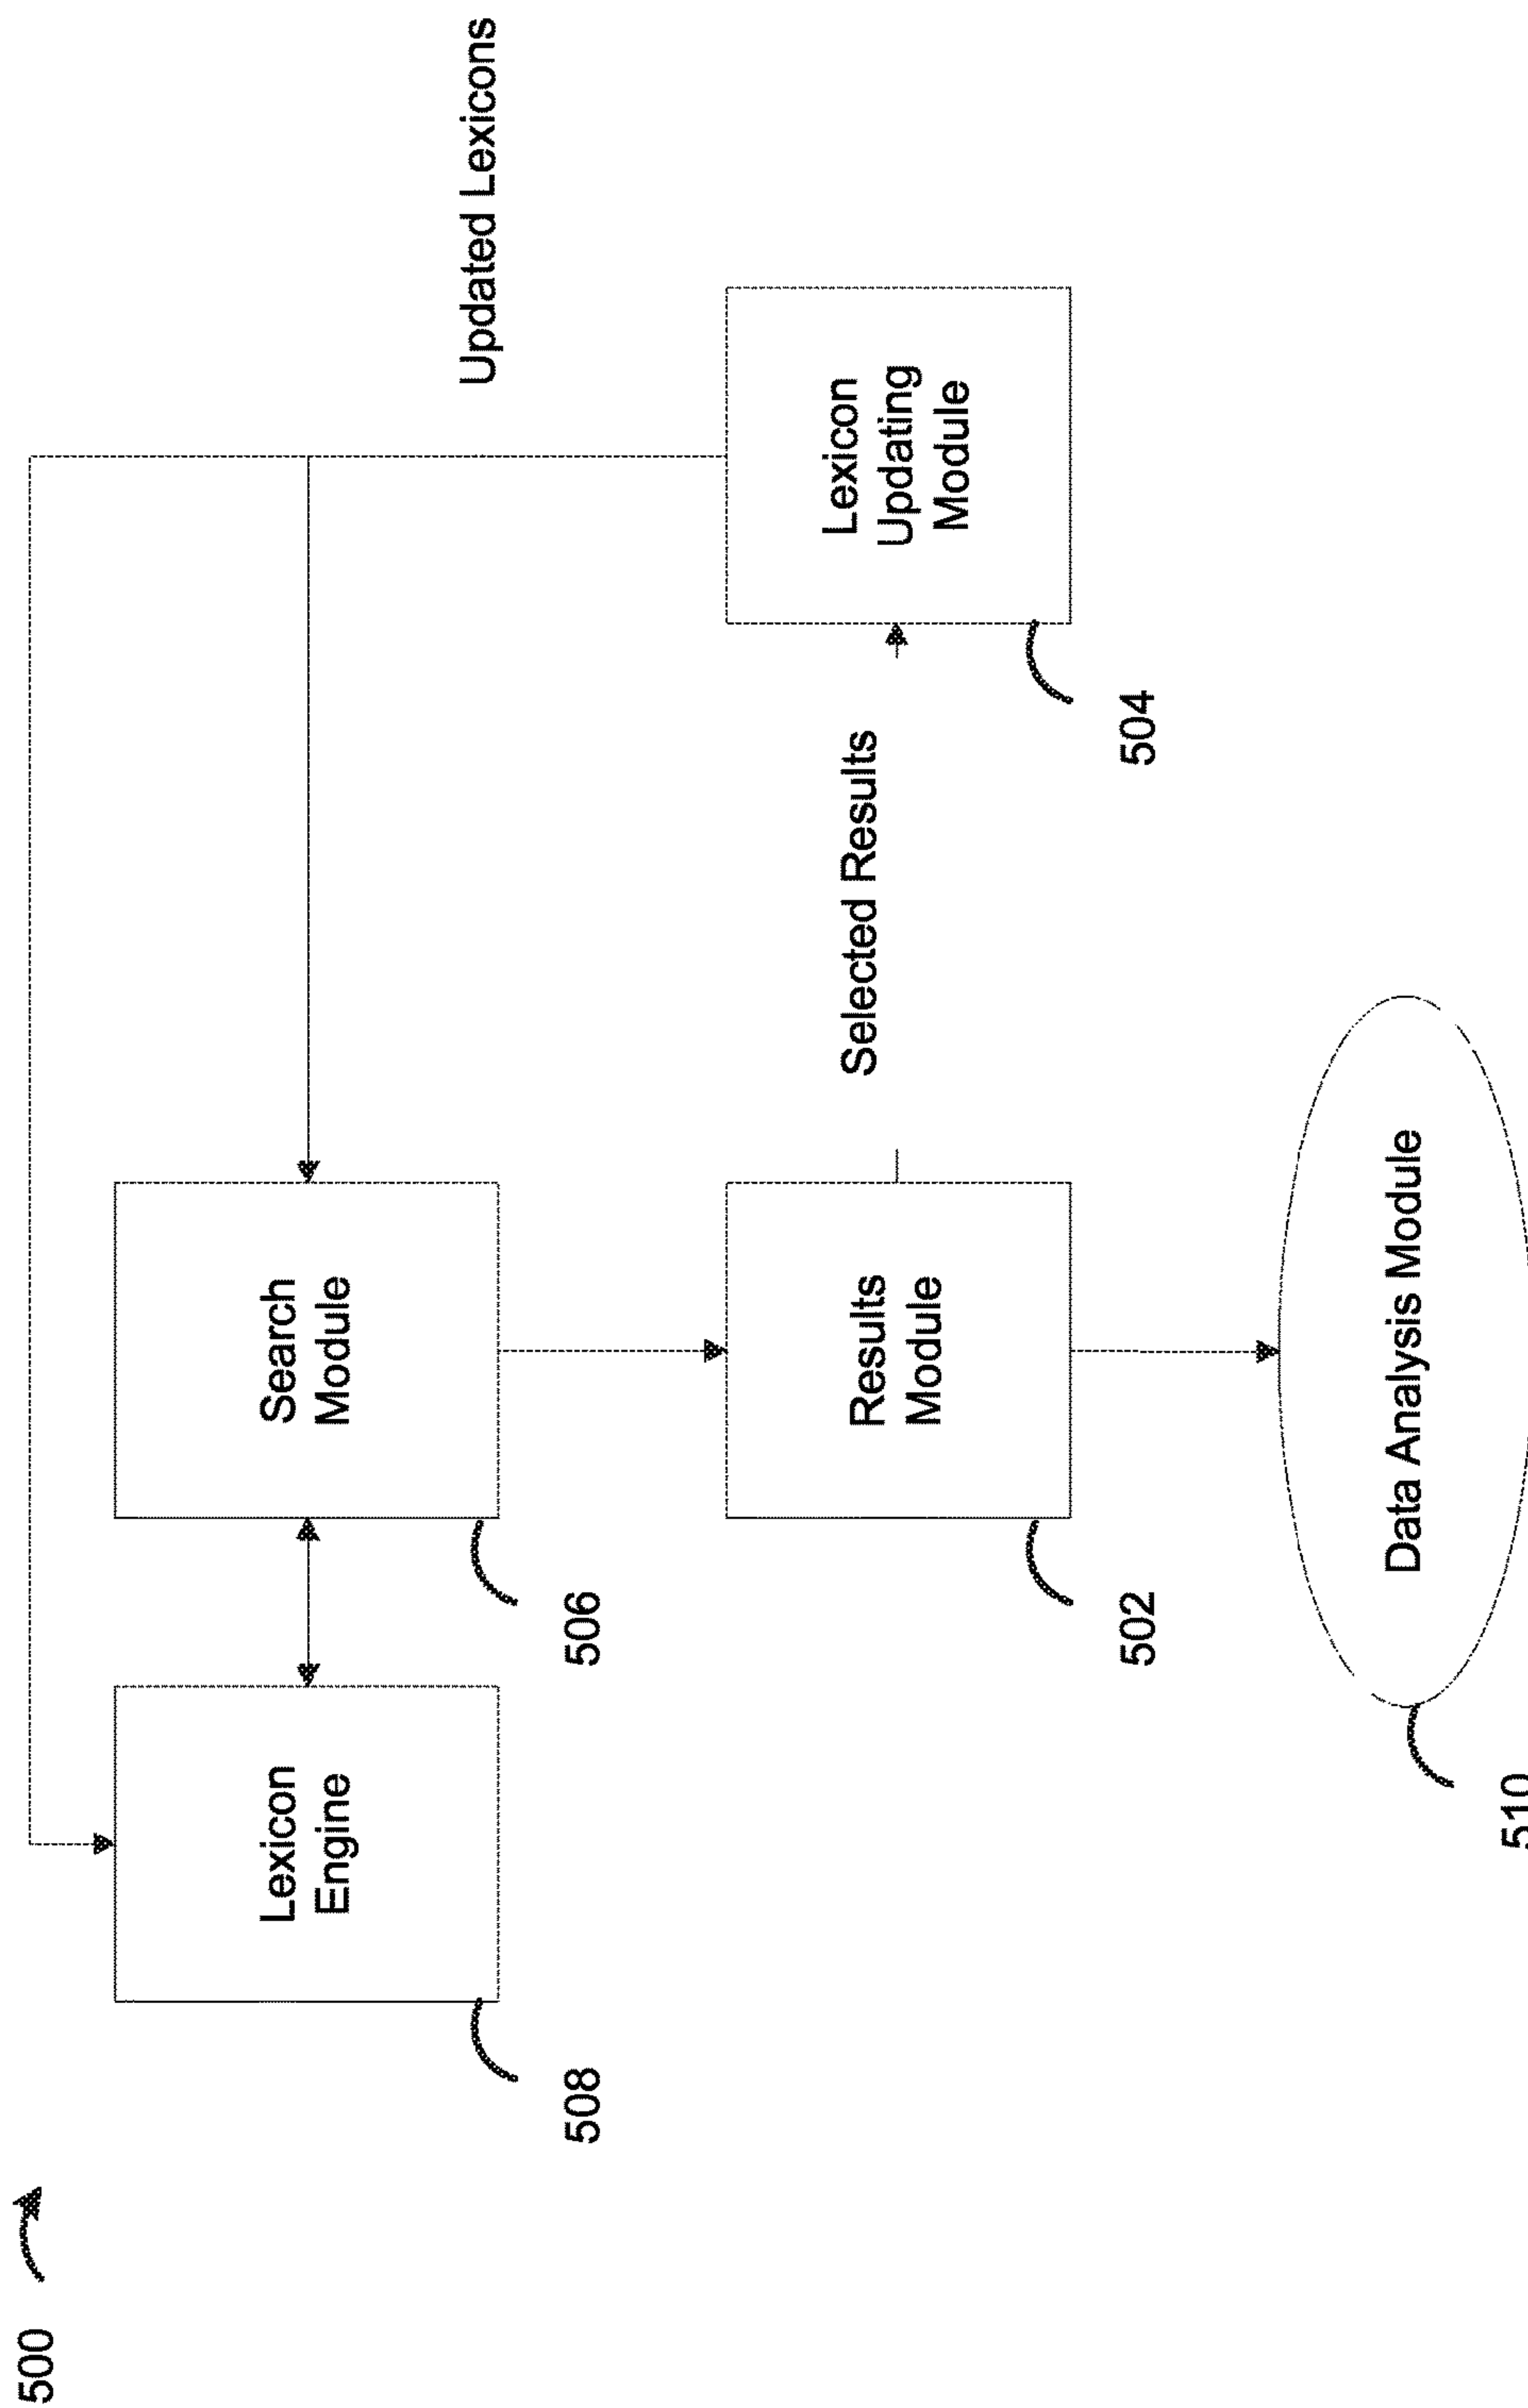 500
Updated Lexicons
Lexicon
Engine
508
Search
Module
506
Results
Module
502
Selected Results
Lexicon
Updating
Module
504
Data Analysis Module
510